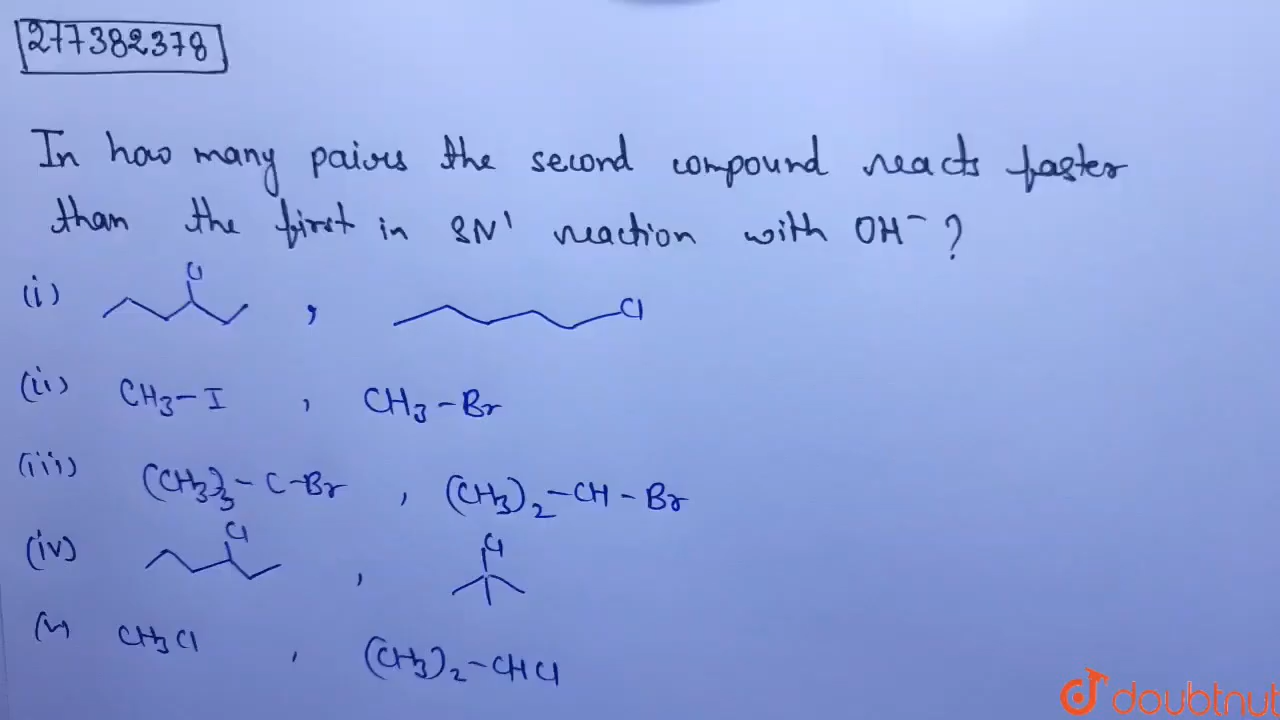 277382378
In how many pairs the second compound reacts faster
than the first in SN¹ reaction with OH⁻ ?
(i) Cl , Cl
(ii) CH₃-I , CH₃-Br
(iii) (CH₃)₃-C-Br , (CH₃)₂-CH-Br
(iv) Cl , Cl
(v) CH₃Cl , (CH₃)₂-CHCl
doubtnut